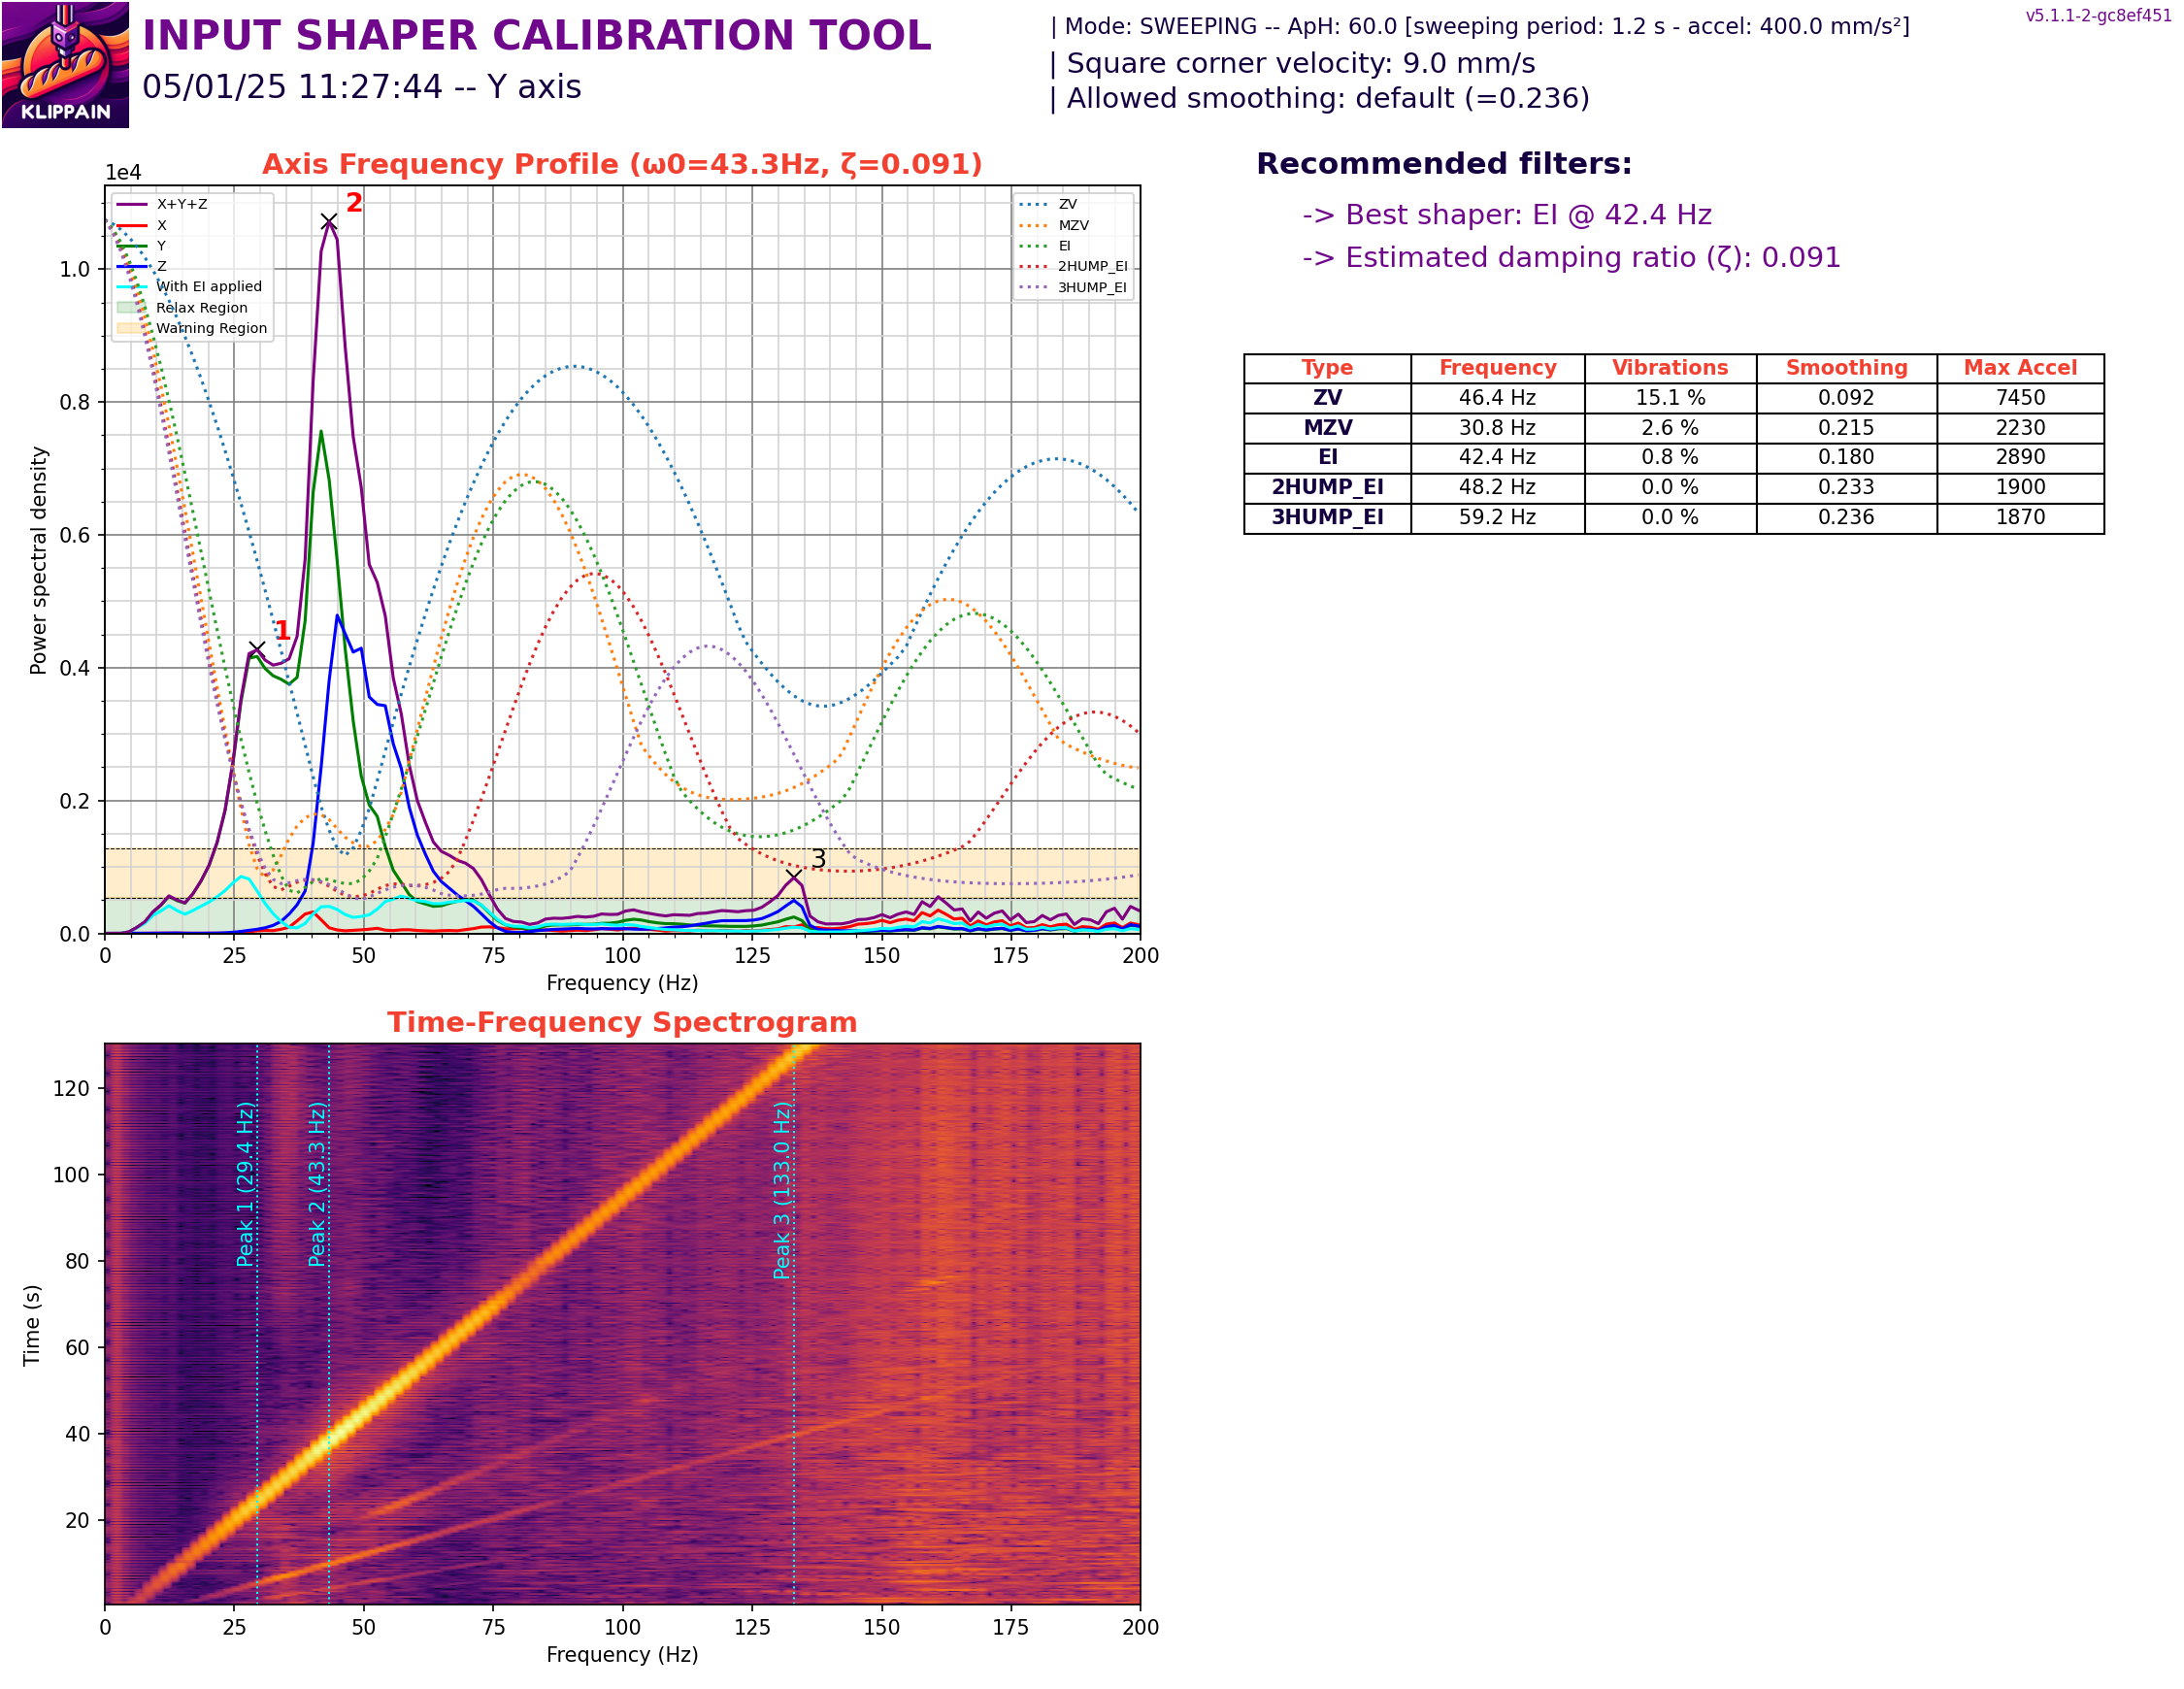 INPUT SHAPER CALIBRATION TOOL
05/01/25 11:27:44 -- Y axis
KLIPPAIN
| Mode: SWEEPING -- ApH: 60.0 [sweeping period: 1.2 s - accel: 400.0 mm/s²]
| Square corner velocity: 9.0 mm/s
| Allowed smoothing: default (=0.236)
v5.1.1-2-gc8ef451
Axis Frequency Profile (ω0=43.3Hz, ζ=0.091)
1e4
X+Y+Z
X
Y
Z
With EI applied
Relax Region
Warning Region
ZV
MZV
EI
2HUMP_EI
3HUMP_EI
1
2
3
Power spectral density
1.0
0.8
0.6
0.4
0.2
0.0
0 25 50 75 100 125 150 175 200
Frequency (Hz)
Recommended filters:
-> Best shaper: EI @ 42.4 Hz
-> Estimated damping ratio (ζ): 0.091
Type Frequency Vibrations Smoothing Max Accel
ZV 46.4 Hz 15.1 % 0.092 7450
MZV 30.8 Hz 2.6 % 0.215 2230
EI 42.4 Hz 0.8 % 0.180 2890
2HUMP_EI 48.2 Hz 0.0 % 0.233 1900
3HUMP_EI 59.2 Hz 0.0 % 0.236 1870
Time-Frequency Spectrogram
Time (s)
120
100
80
60
40
20
Peak 1 (29.4 Hz)
Peak 2 (43.3 Hz)
Peak 3 (133.0 Hz)
0 25 50 75 100 125 150 175 200
Frequency (Hz)